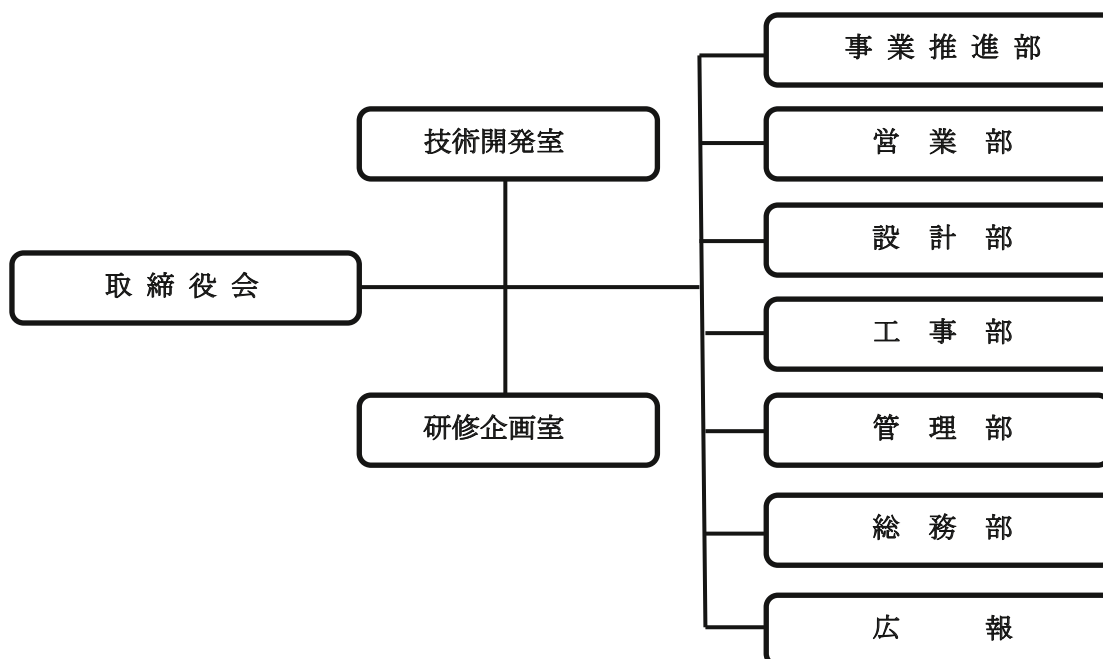 事業推進部
技術開発室
営業部
設計部
取締役会
工事部
研修企画室
管理部
総務部
広報